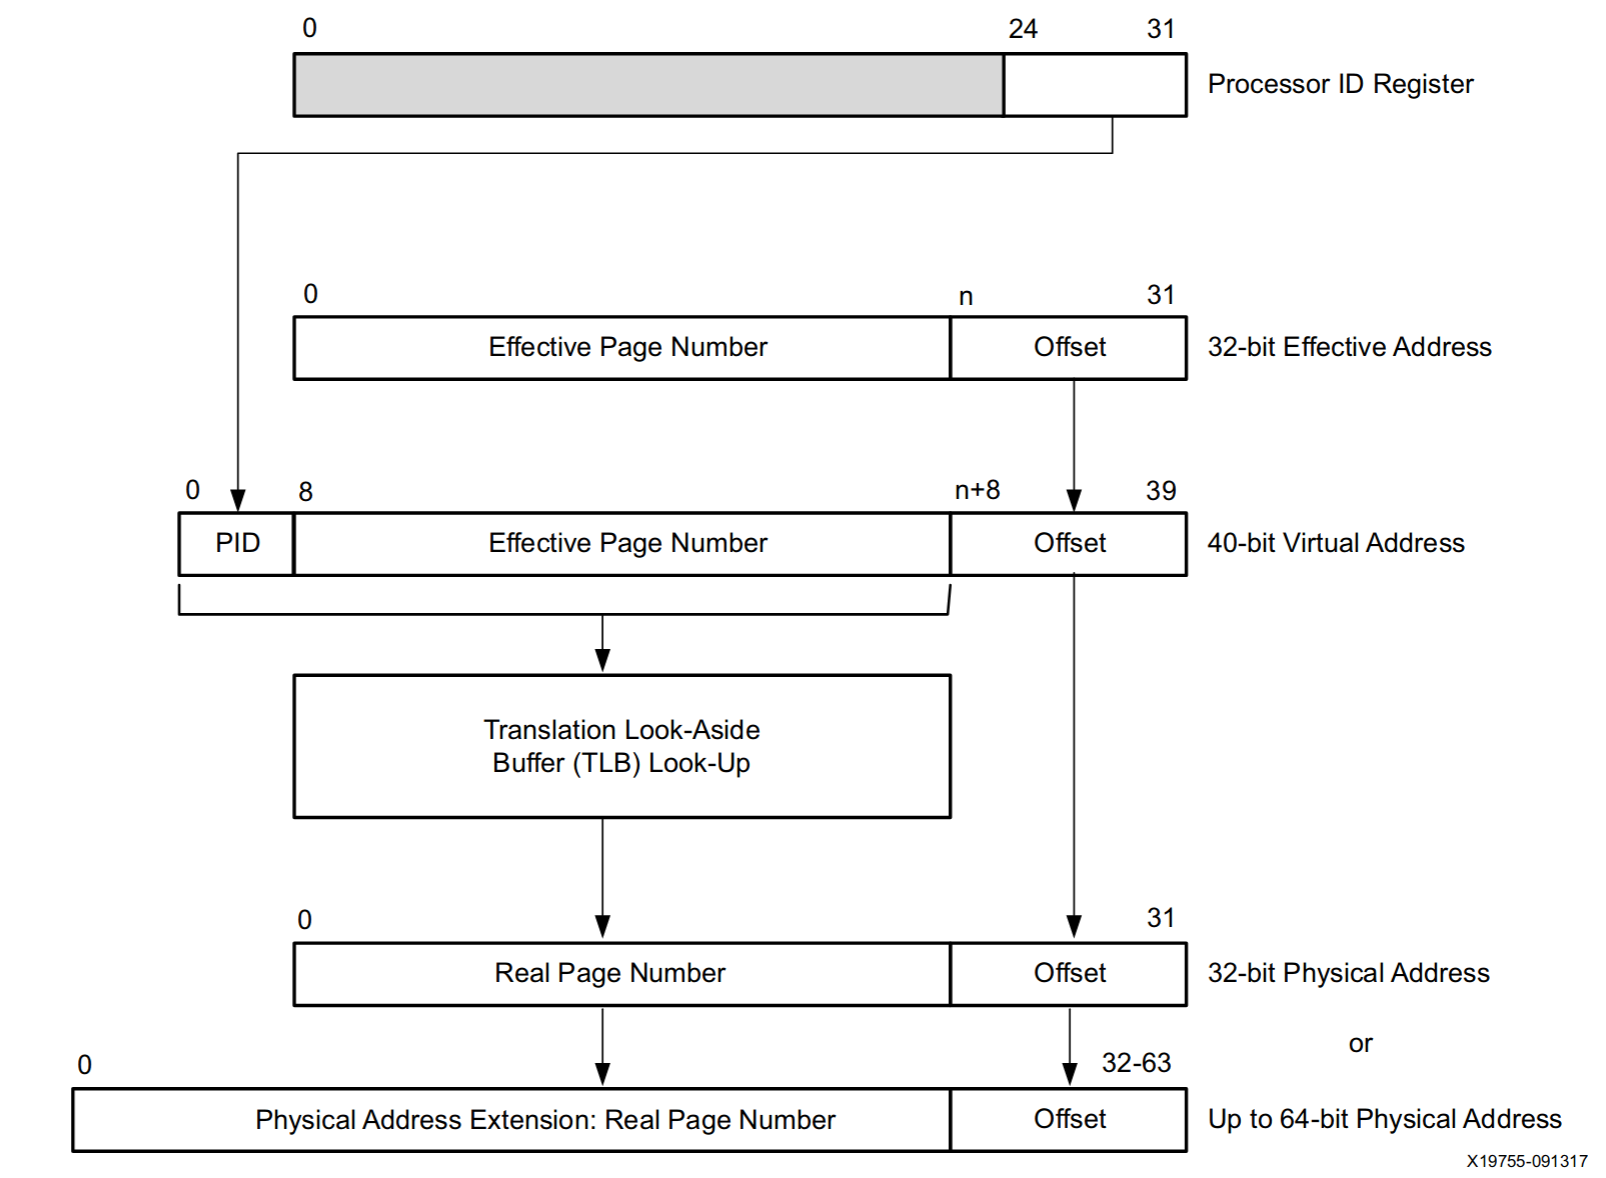 0 24 31
Processor ID Register
0 n 31
Effective Page Number Offset 32-bit Effective Address
0 8 n+8 39
PID Effective Page Number Offset 40-bit Virtual Address
Translation Look-Aside
Buffer (TLB) Look-Up
0 31
Real Page Number Offset 32-bit Physical Address
or
0 32-63
Physical Address Extension: Real Page Number Offset Up to 64-bit Physical Address
X19755-091317